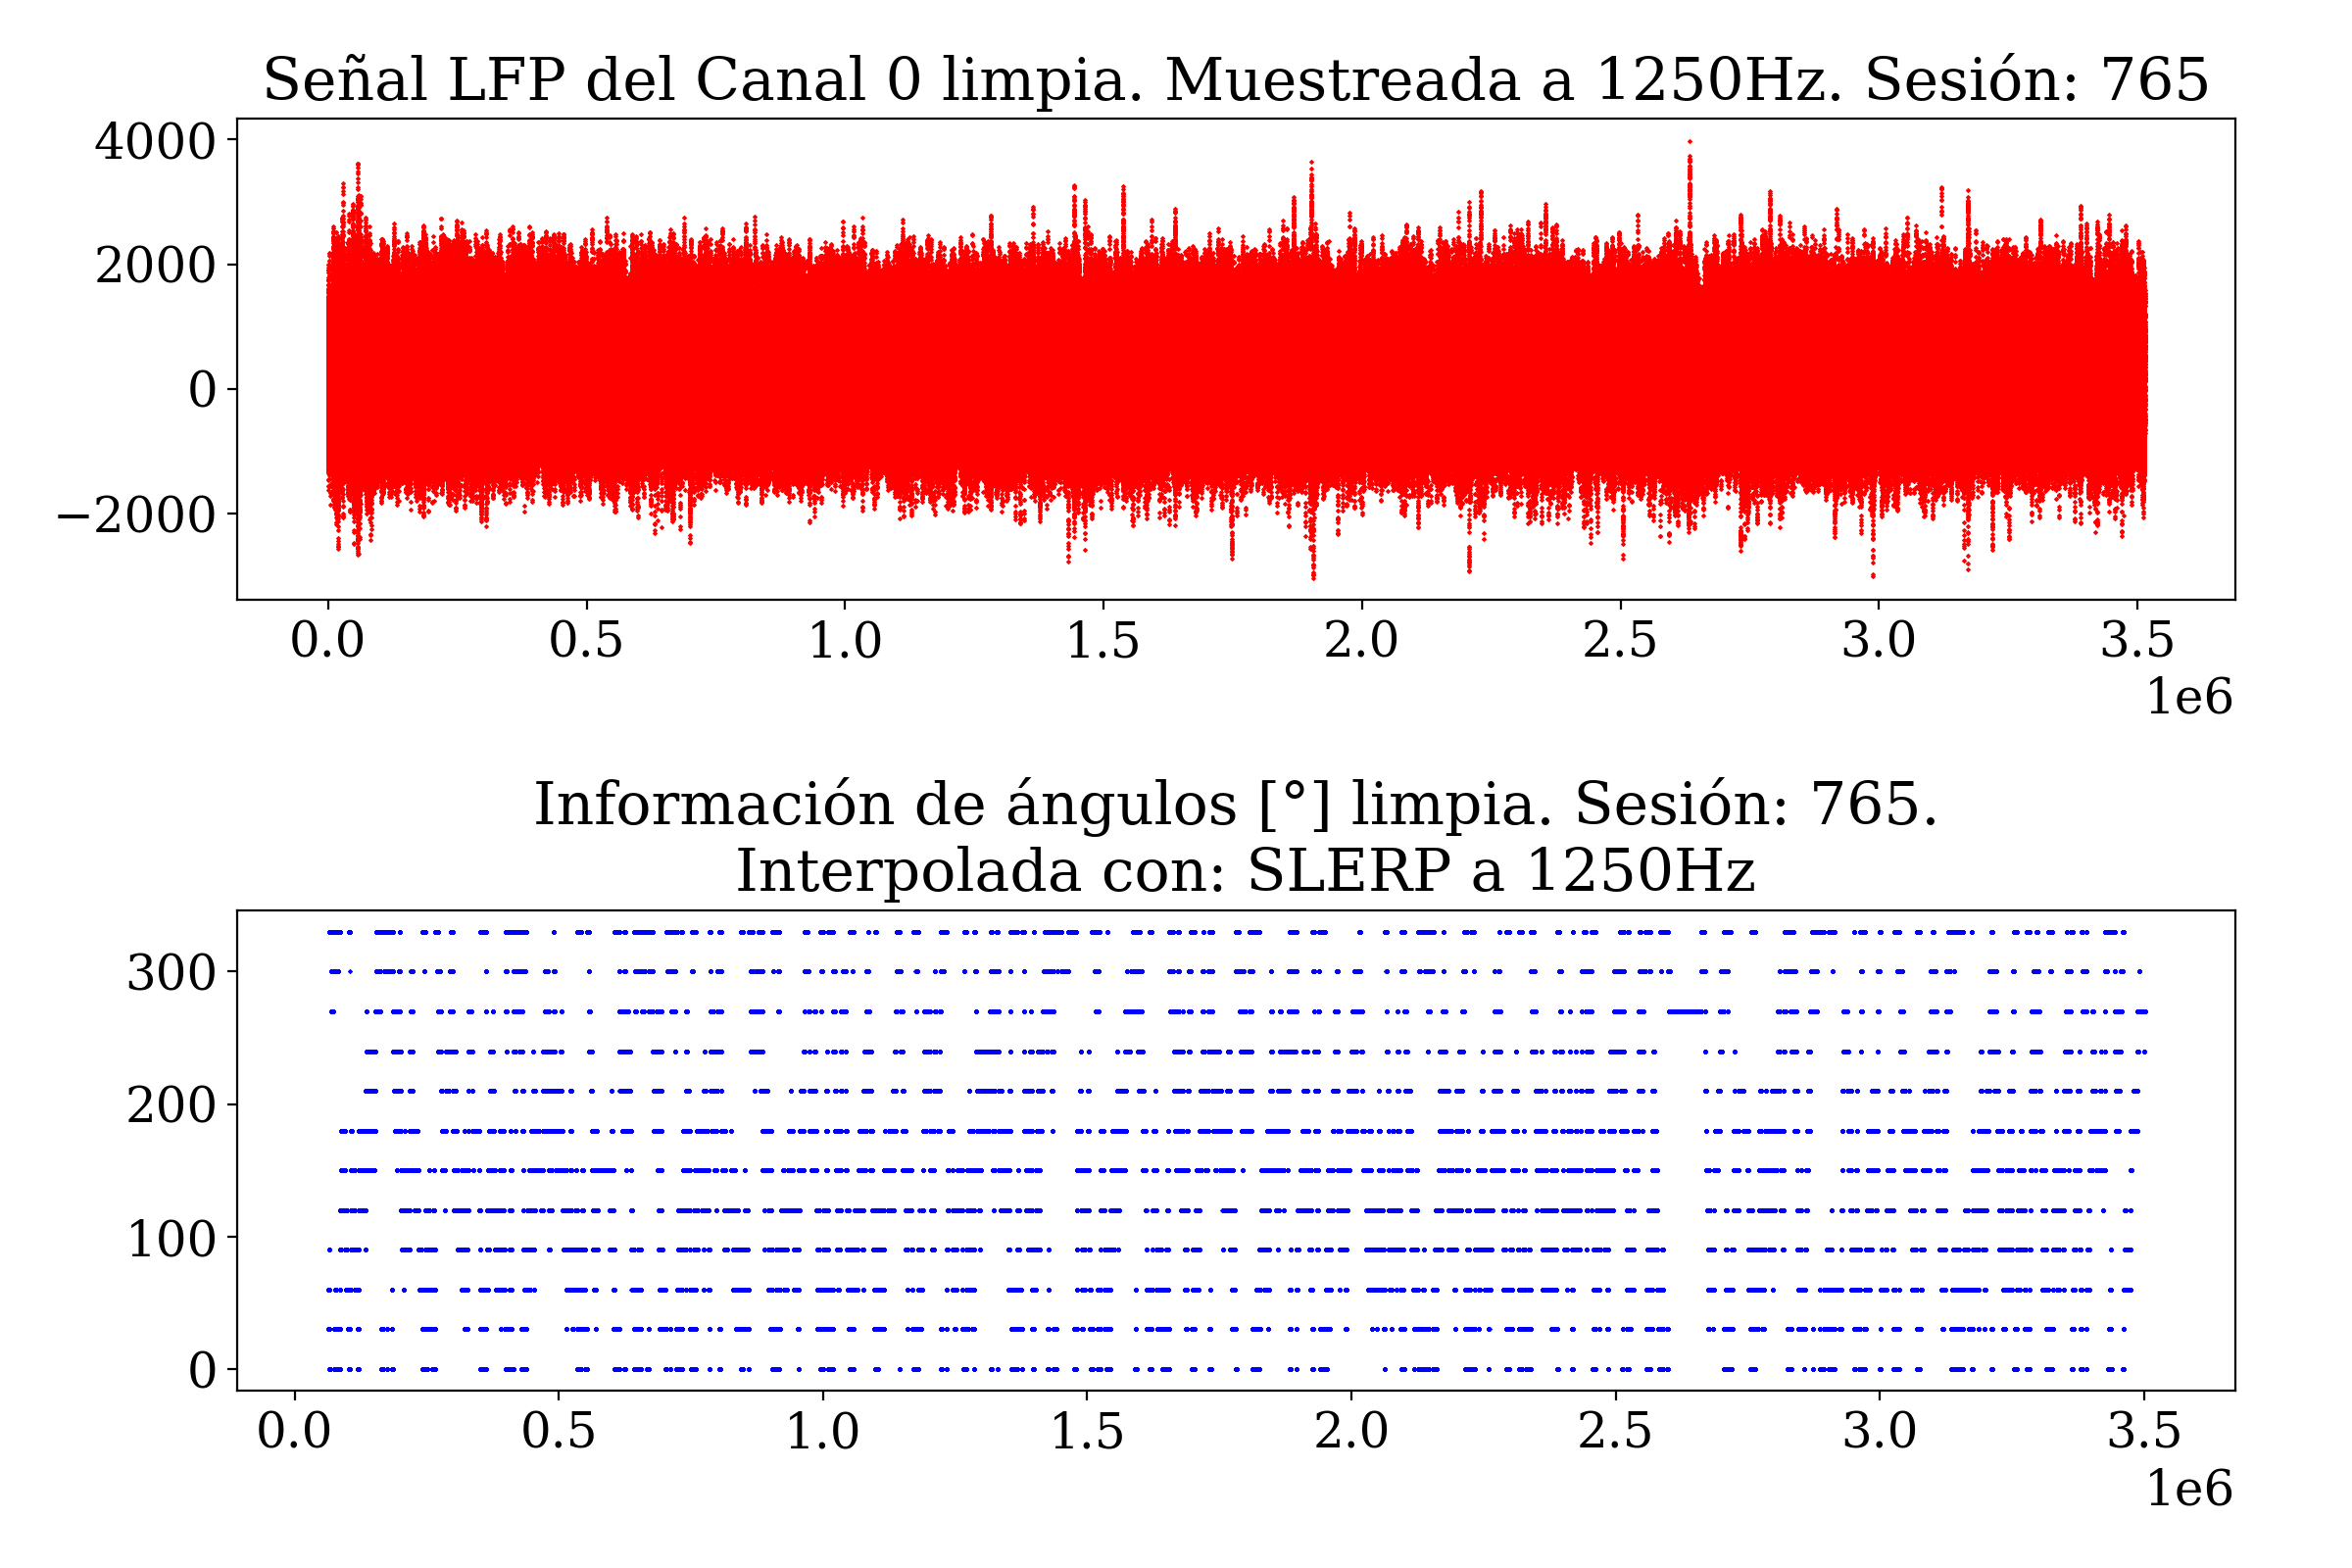 Señal LFP del Canal 0 limpia. Muestreada a 1250Hz. Sesión: 765
4000
2000
0
−2000
0.0 0.5 1.0 1.5 2.0 2.5 3.0 3.5
1e6
Información de ángulos [°] limpia. Sesión: 765.
Interpolada con: SLERP a 1250Hz
300
200
100
0
0.0 0.5 1.0 1.5 2.0 2.5 3.0 3.5
1e6